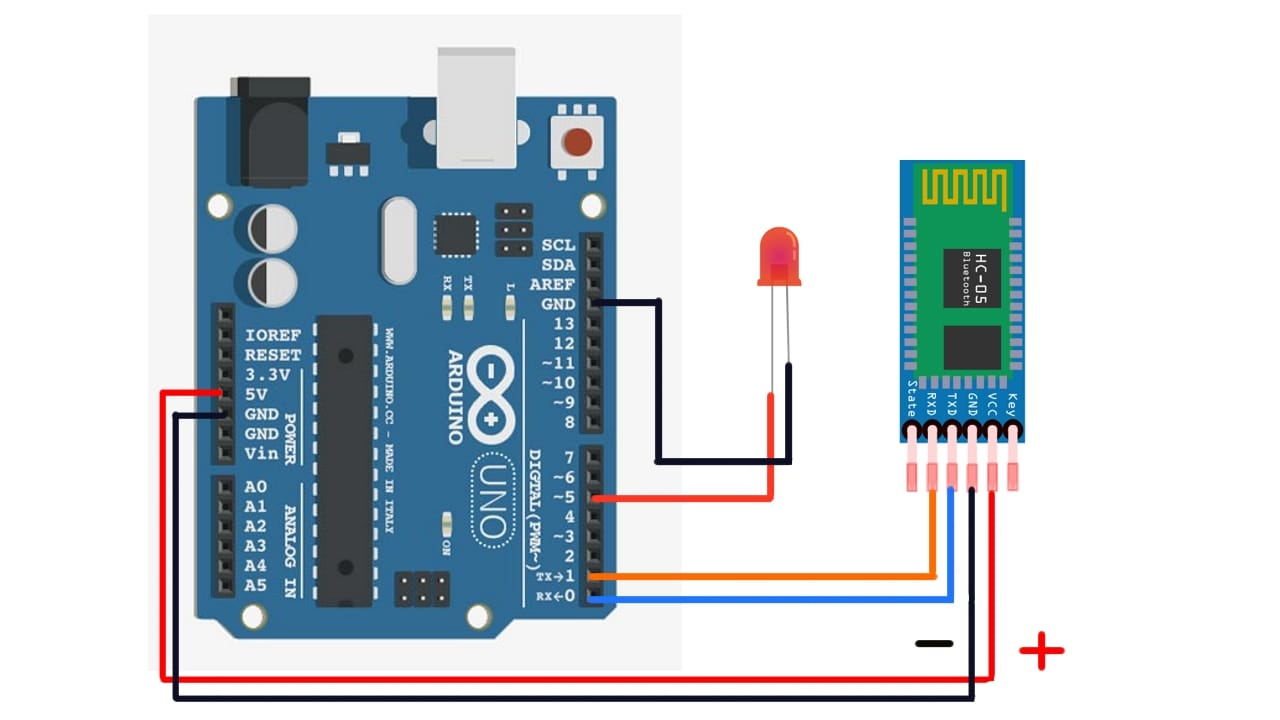 SCL
SDA
AREF
GND
13
12
~11
~10
~9
8
7
~6
~5
4
~3
2
TX→1
RX←0
DIGTAL(PWM~)
RX
TX
L
ARDUINO
UNO
ON
WWW.ARDUINO.CC - MADE IN ITALY
IOREF
RESET
3.3V
5V
GND
GND
Vin
POWER
A0
A1
A2
A3
A4
A5
ANALOG IN
HC-05
Bluetooth
State
RXD
TXD
GND
VCC
Key
− +